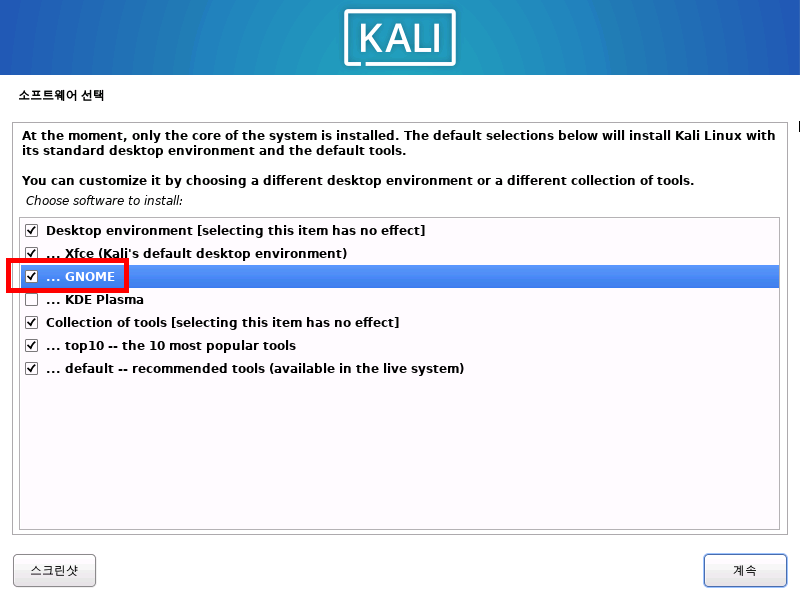 KALI
소프트웨어 선택
At the moment, only the core of the system is installed. The default selections below will install Kali Linux with
its standard desktop environment and the default tools.
You can customize it by choosing a different desktop environment or a different collection of tools.
Choose software to install:
Desktop environment [selecting this item has no effect]
... Xfce (Kali's default desktop environment)
... GNOME
... KDE Plasma
Collection of tools [selecting this item has no effect]
... top10 -- the 10 most popular tools
... default -- recommended tools (available in the live system)
스크린샷
계속